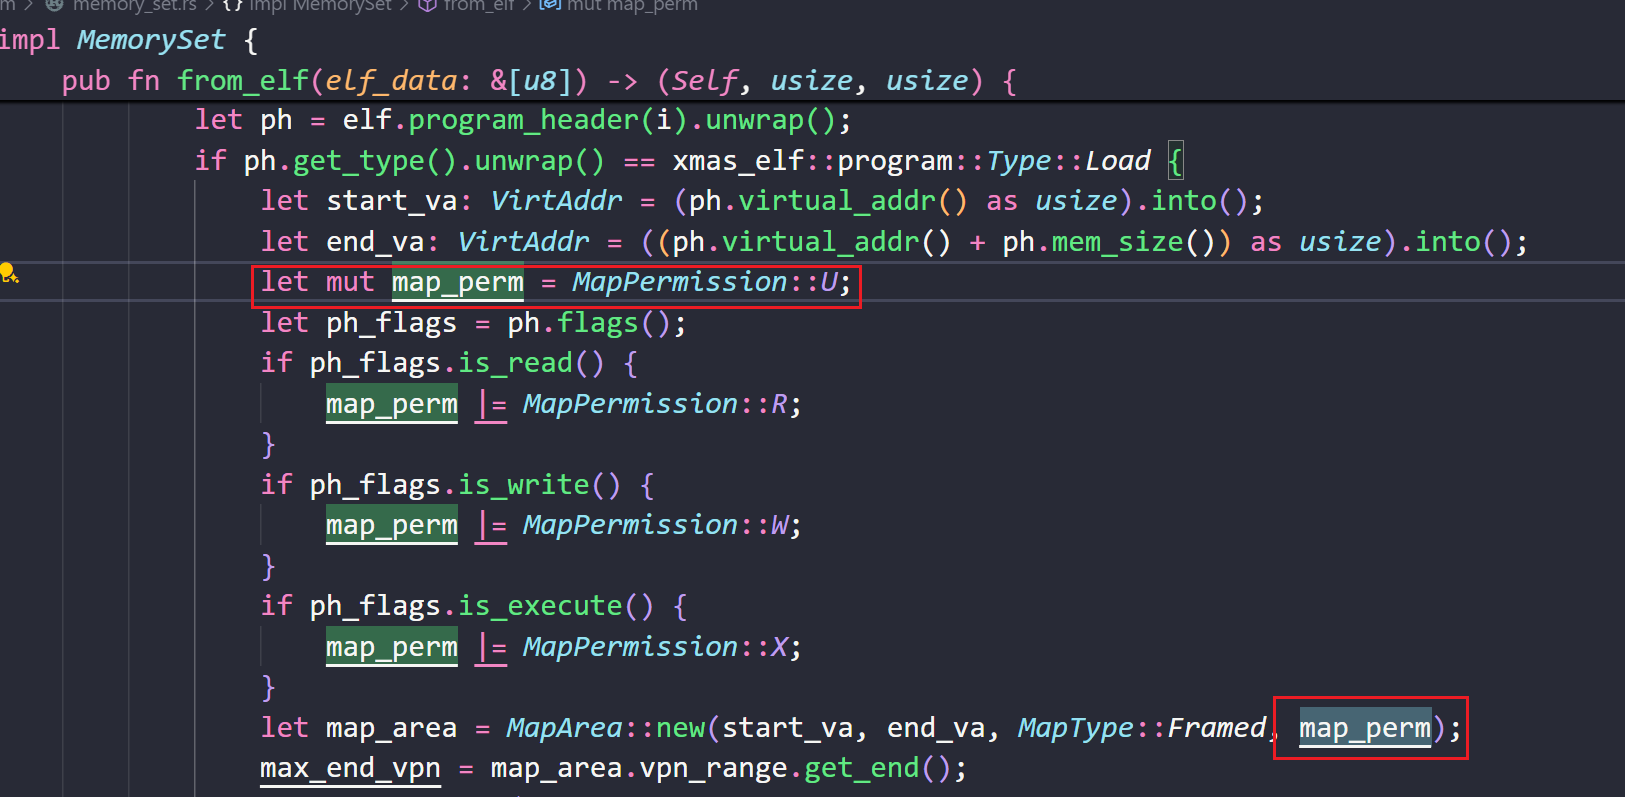 m > memory_set.rs > {} impl MemorySet > from_elf > mut map_perm
impl MemorySet {
pub fn from_elf(elf_data: &[u8]) -> (Self, usize, usize) {
let ph = elf.program_header(i).unwrap();
if ph.get_type().unwrap() == xmas_elf::program::Type::Load {
let start_va: VirtAddr = (ph.virtual_addr() as usize).into();
let end_va: VirtAddr = ((ph.virtual_addr() + ph.mem_size()) as usize).into();
let mut map_perm = MapPermission::U;
let ph_flags = ph.flags();
if ph_flags.is_read() {
map_perm |= MapPermission::R;
}
if ph_flags.is_write() {
map_perm |= MapPermission::W;
}
if ph_flags.is_execute() {
map_perm |= MapPermission::X;
}
let map_area = MapArea::new(start_va, end_va, MapType::Framed, map_perm);
max_end_vpn = map_area.vpn_range.get_end();